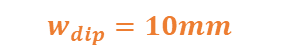 w_dip = 10mm